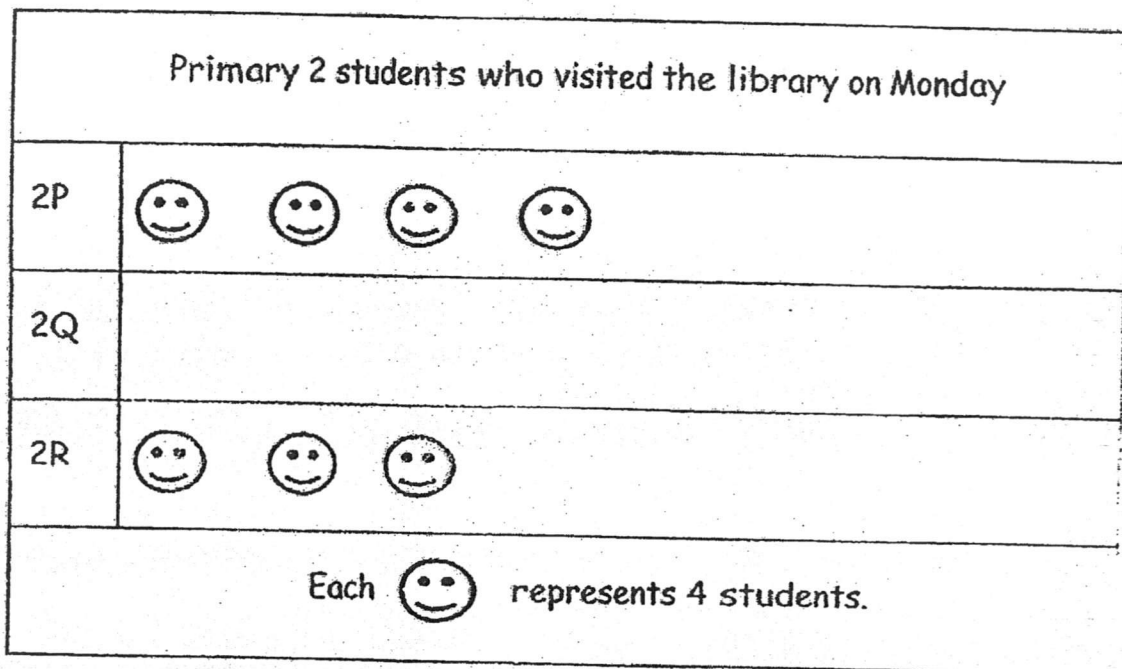 Primary 2 students who visited the library on Monday
2P
2Q
2R
Each represents 4 students.